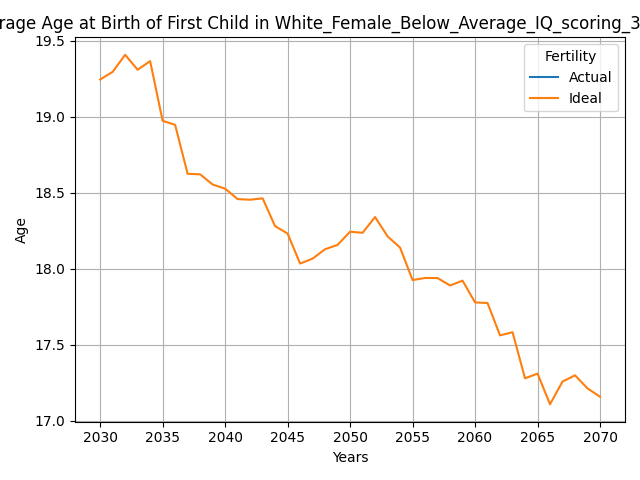 rage Age at Birth of First Child in White_Female_Below_Average_IQ_scoring_3
Fertility
Actual
Ideal
19.5
19.0
18.5
18.0
17.5
17.0
Age
2030 2035 2040 2045 2050 2055 2060 2065 2070
Years